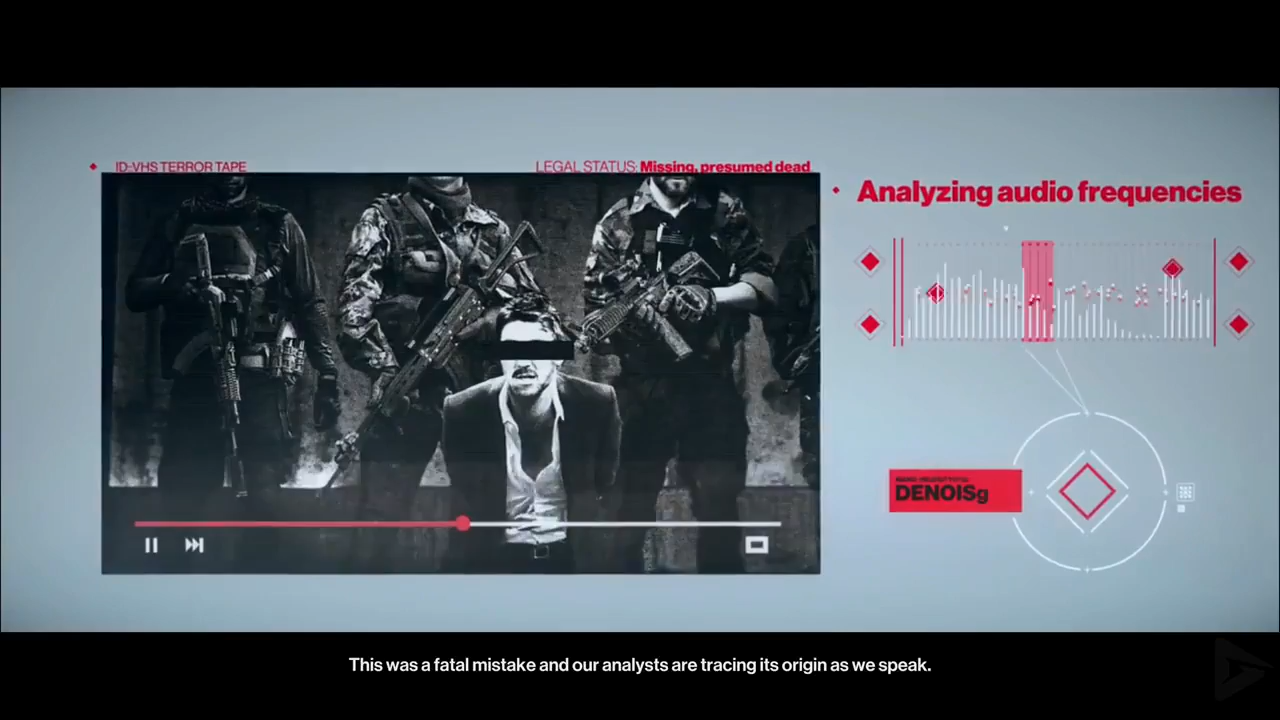 ID-VHS TERROR TAPE
LEGAL STATUS: Missing, presumed dead
Analyzing audio frequencies
DENOISg
This was a fatal mistake and our analysts are tracing its origin as we speak.